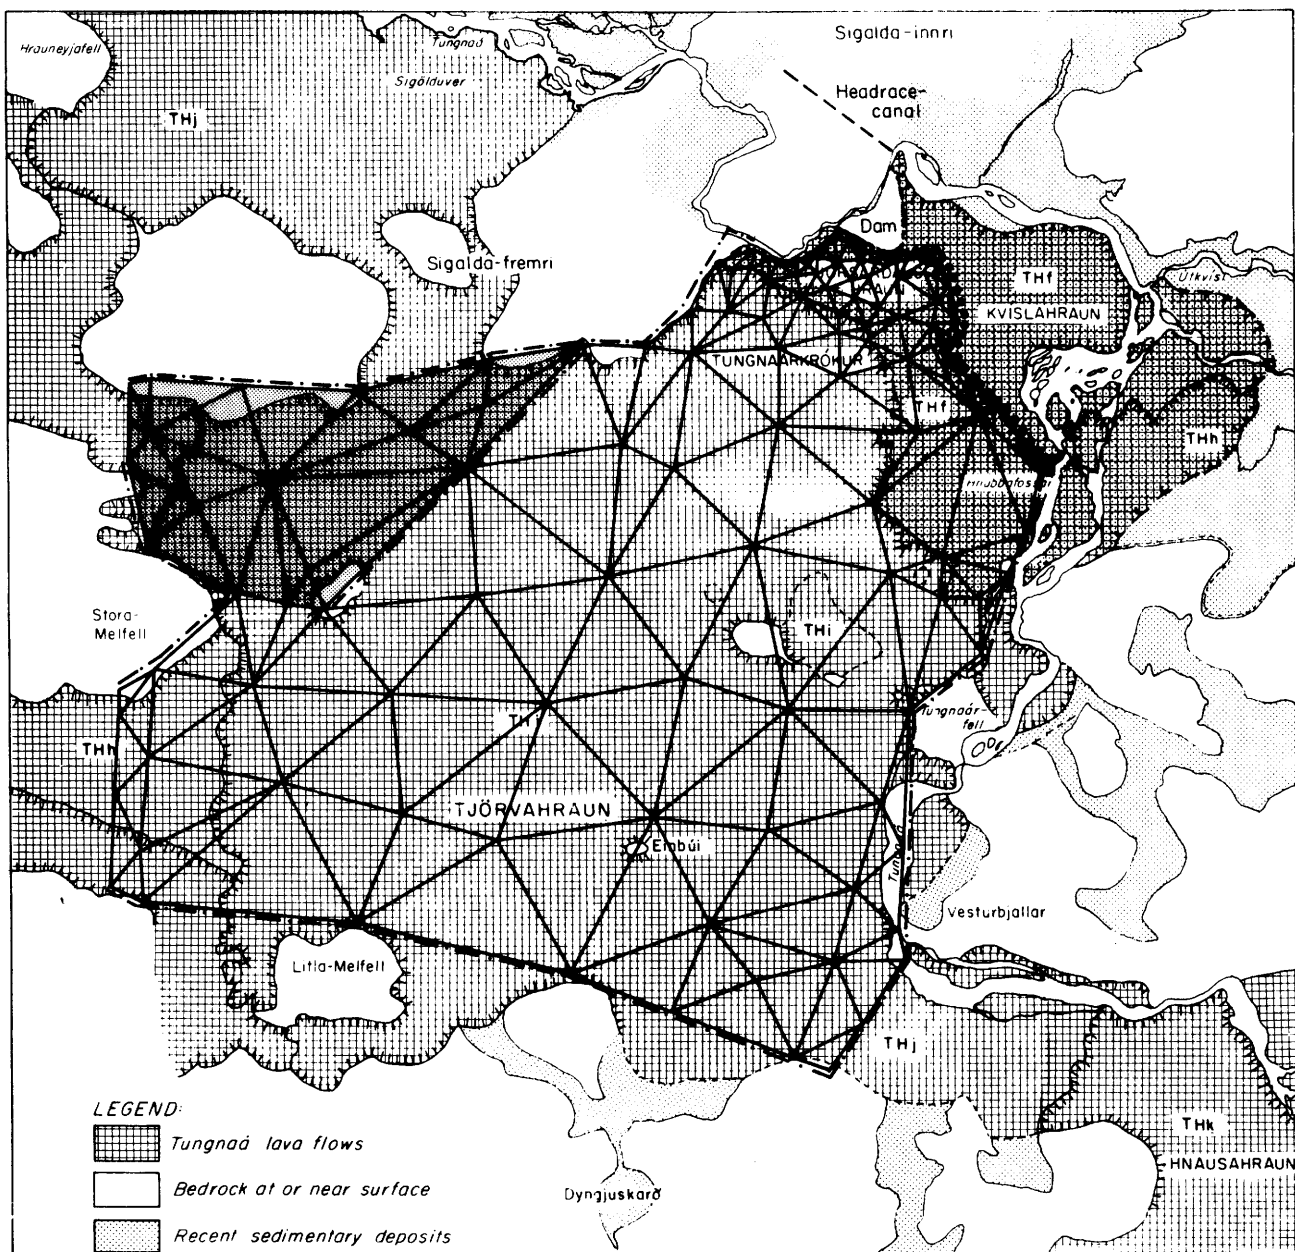 Hrauneyjafell
Tungnaá
Sigölduver
Sigalda-innri
Headrace-
canal
THj
Dam
Sigalda-fremri
THf
Útkvísl
KVÍSLAHRAUN
HRAUN
TUNGNAÁRKRÓKUR
THf
THh
Stora-
Melfell
THi
THh
Tungnaár-
fell
TJÖRVAHRAUN
Einbúi
Vesturbjallar
Litla-Melfell
THj
THk
HNAUSAHRAUN
Dyngjuskarð
LEGEND:
Tungnaá lava flows
Bedrock at or near surface
Recent sedimentary deposits